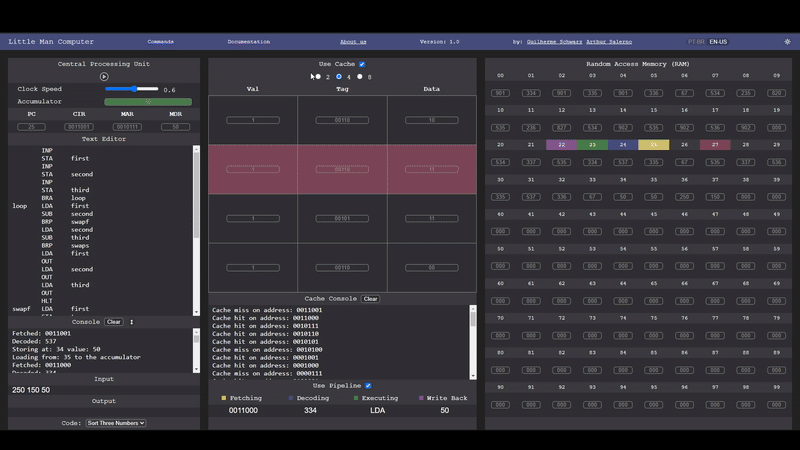 Little Man Computer Commands Documentation About us Version: 1.0 by: Guilherme Schwarz Arthur Salerno PT-BR EN-US
Central Processing Unit
Clock Speed 0.6
Accumulator
PC CIR MAR MDR
25 0011001 0010111 50
Text Editor
INP
STA first
INP
STA second
INP
STA third
BRA loop
loop LDA first
SUB second
BRP swapf
LDA second
SUB third
BRP swaps
LDA first
OUT
LDA second
OUT
LDA third
OUT
HLT
swapf LDA first
Console Clear
Fetched: 0011001
Decoded: 537
Storing at: 34 value: 50
Loading from: 35 to the accumulator
Fetched: 0011000
Decoded: 334
Input
250 150 50
Output
Code: Sort Three Numbers
Use Cache
2 4 8
Val Tag Data
1 00110 10
1 00110 11
1 00101 11
1 00110 00
Cache Console Clear
Cache miss on address: 0011001
Cache hit on address: 0011000
Cache hit on address: 0010111
Cache hit on address: 0010110
Cache hit on address: 0010101
Cache miss on address: 0010100
Cache hit on address: 0001001
Cache hit on address: 0001000
Cache miss on address: 0000111
Use Pipeline
Fetching Decoding Executing Write Back
0011000 334 LDA 50
Random Access Memory (RAM)
00 01 02 03 04 05 06 07 08 09
901 334 901 335 901 336 67 534 235 820
10 11 12 13 14 15 16 17 18 19
535 236 827 534 902 535 902 536 902 000
20 21 22 23 24 25 26 27 28 29
534 337 535 334 537 335 67 535 337 536
30 31 32 33 34 35 36 37 38 39
335 537 336 67 50 50 250 150 000 000
40 41 42 43 44 45 46 47 48 49
000 000 000 000 000 000 000 000 000 000
50 51 52 53 54 55 56 57 58 59
000 000 000 000 000 000 000 000 000 000
60 61 62 63 64 65 66 67 68 69
000 000 000 000 000 000 000 000 000 000
70 71 72 73 74 75 76 77 78 79
000 000 000 000 000 000 000 000 000 000
80 81 82 83 84 85 86 87 88 89
000 000 000 000 000 000 000 000 000 000
90 91 92 93 94 95 96 97 98 99
000 000 000 000 000 000 000 000 000 000